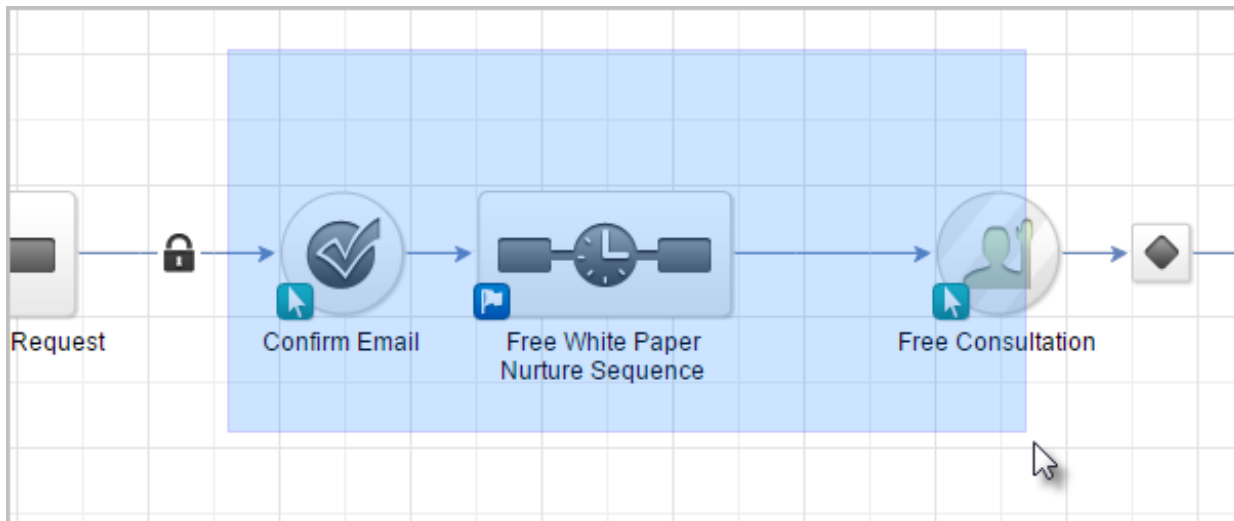 Request
Confirm Email
Free White Paper
Nurture Sequence
Free Consultation